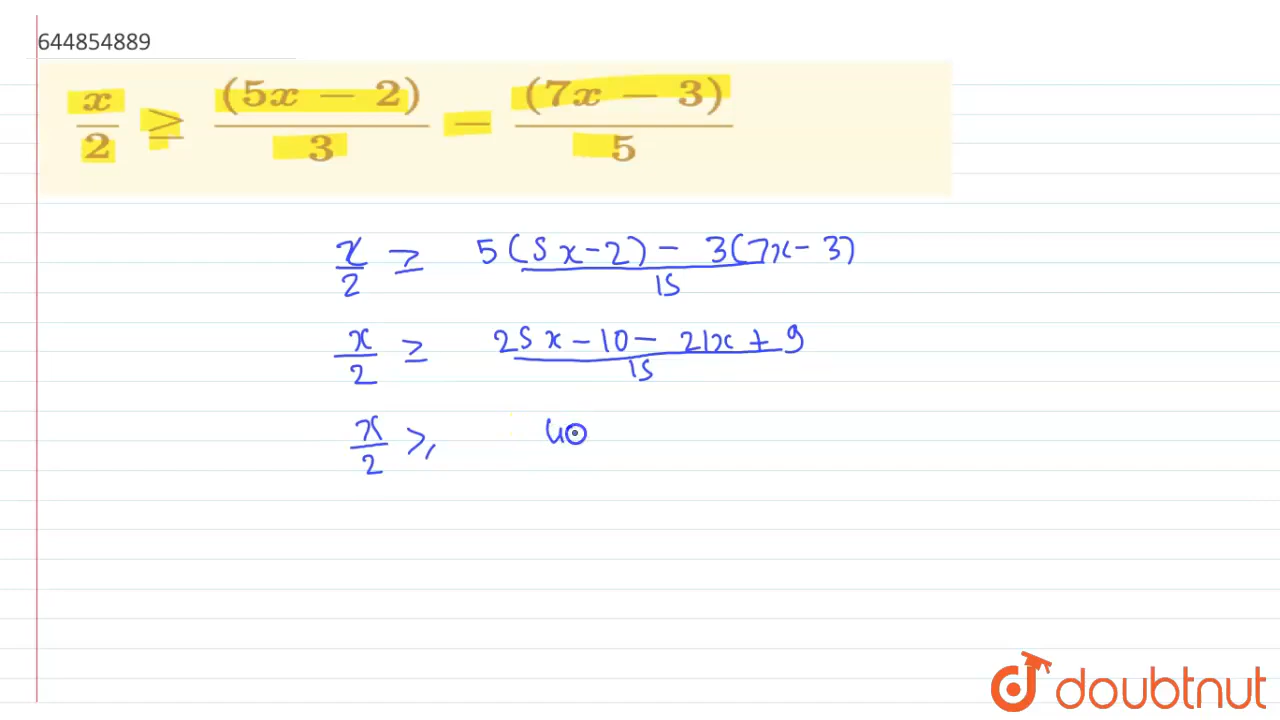 644854889
x/2 ≥ (5x − 2)/3 − (7x − 3)/5
x/2 ≥ 5(5x−2) − 3(7x−3)/15
x/2 ≥ 25x − 10 − 21x + 9/15
x/2 ≥ 4
doubtnut